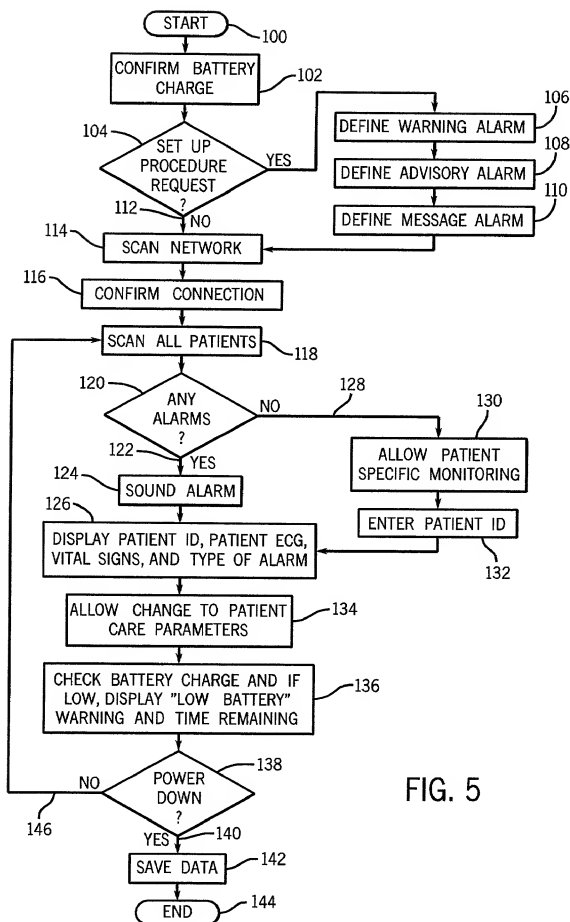 START
100
CONFIRM BATTERY
CHARGE
102
104
SET UP
PROCEDURE
REQUEST
?
YES
106
DEFINE WARNING ALARM
108
DEFINE ADVISORY ALARM
110
DEFINE MESSAGE ALARM
112
NO
114
SCAN NETWORK
116
CONFIRM CONNECTION
SCAN ALL PATIENTS
118
120
ANY
ALARMS
?
NO
128
130
ALLOW PATIENT
SPECIFIC MONITORING
122
YES
124
SOUND ALARM
ENTER PATIENT ID
132
126
DISPLAY PATIENT ID, PATIENT ECG,
VITAL SIGNS, AND TYPE OF ALARM
ALLOW CHANGE TO PATIENT
CARE PARAMETERS
134
CHECK BATTERY CHARGE AND IF
LOW, DISPLAY "LOW BATTERY"
WARNING AND TIME REMAINING
136
138
NO
146
POWER
DOWN
?
YES
140
SAVE DATA
142
END
144
FIG. 5